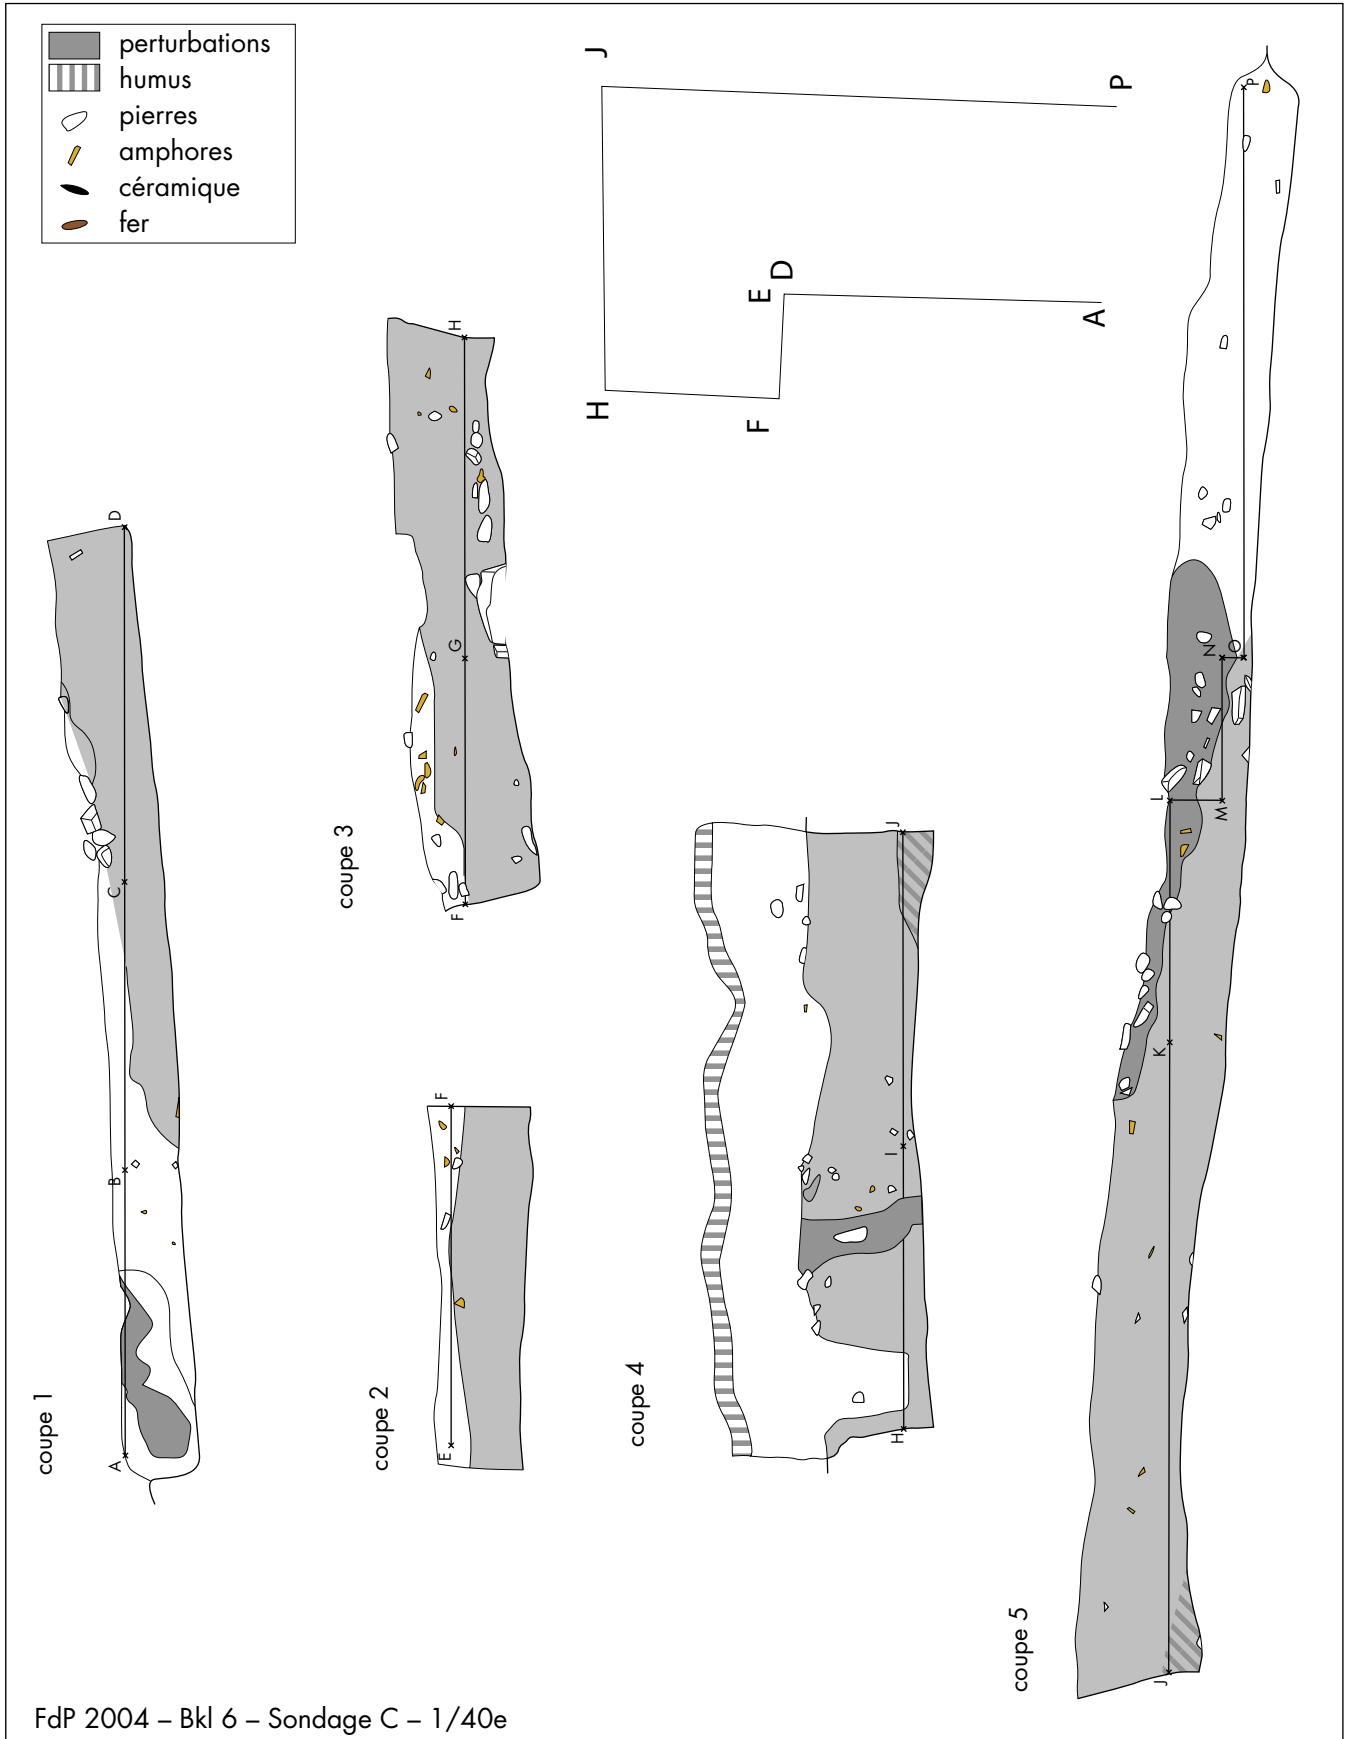 perturbations
humus
pierres
amphores
céramique
fer
J
P
H
F
E D
A
coupe 1
A
B
C
D
coupe 2
E
F
coupe 3
F
G
H
coupe 4
H
I
J
coupe 5
J
K
L
M
N
O
P
FdP 2004 – Bkl 6 – Sondage C – 1/40e